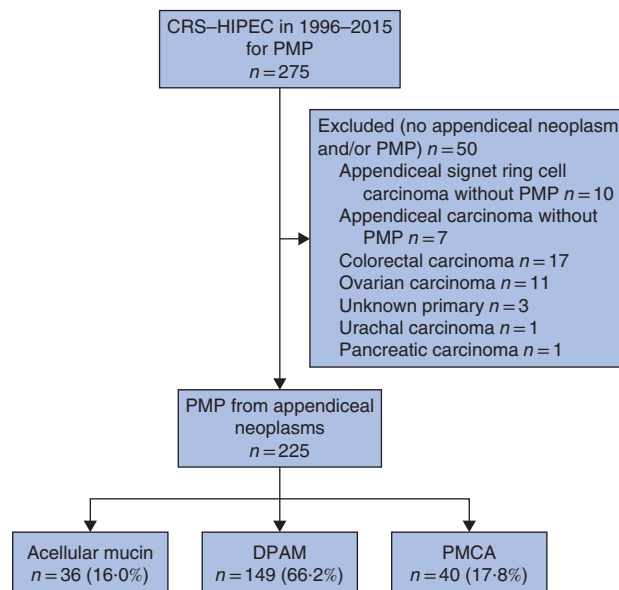 CRS–HIPEC in 1996–2015
for PMP
n = 275
Excluded (no appendiceal neoplasm
and/or PMP) n = 50
Appendiceal signet ring cell
carcinoma without PMP n = 10
Appendiceal carcinoma without
PMP n = 7
Colorectal carcinoma n = 17
Ovarian carcinoma n = 11
Unknown primary n = 3
Urachal carcinoma n = 1
Pancreatic carcinoma n = 1
PMP from appendiceal
neoplasms
n = 225
Acellular mucin
n = 36 (16·0%)
DPAM
n = 149 (66·2%)
PMCA
n = 40 (17·8%)